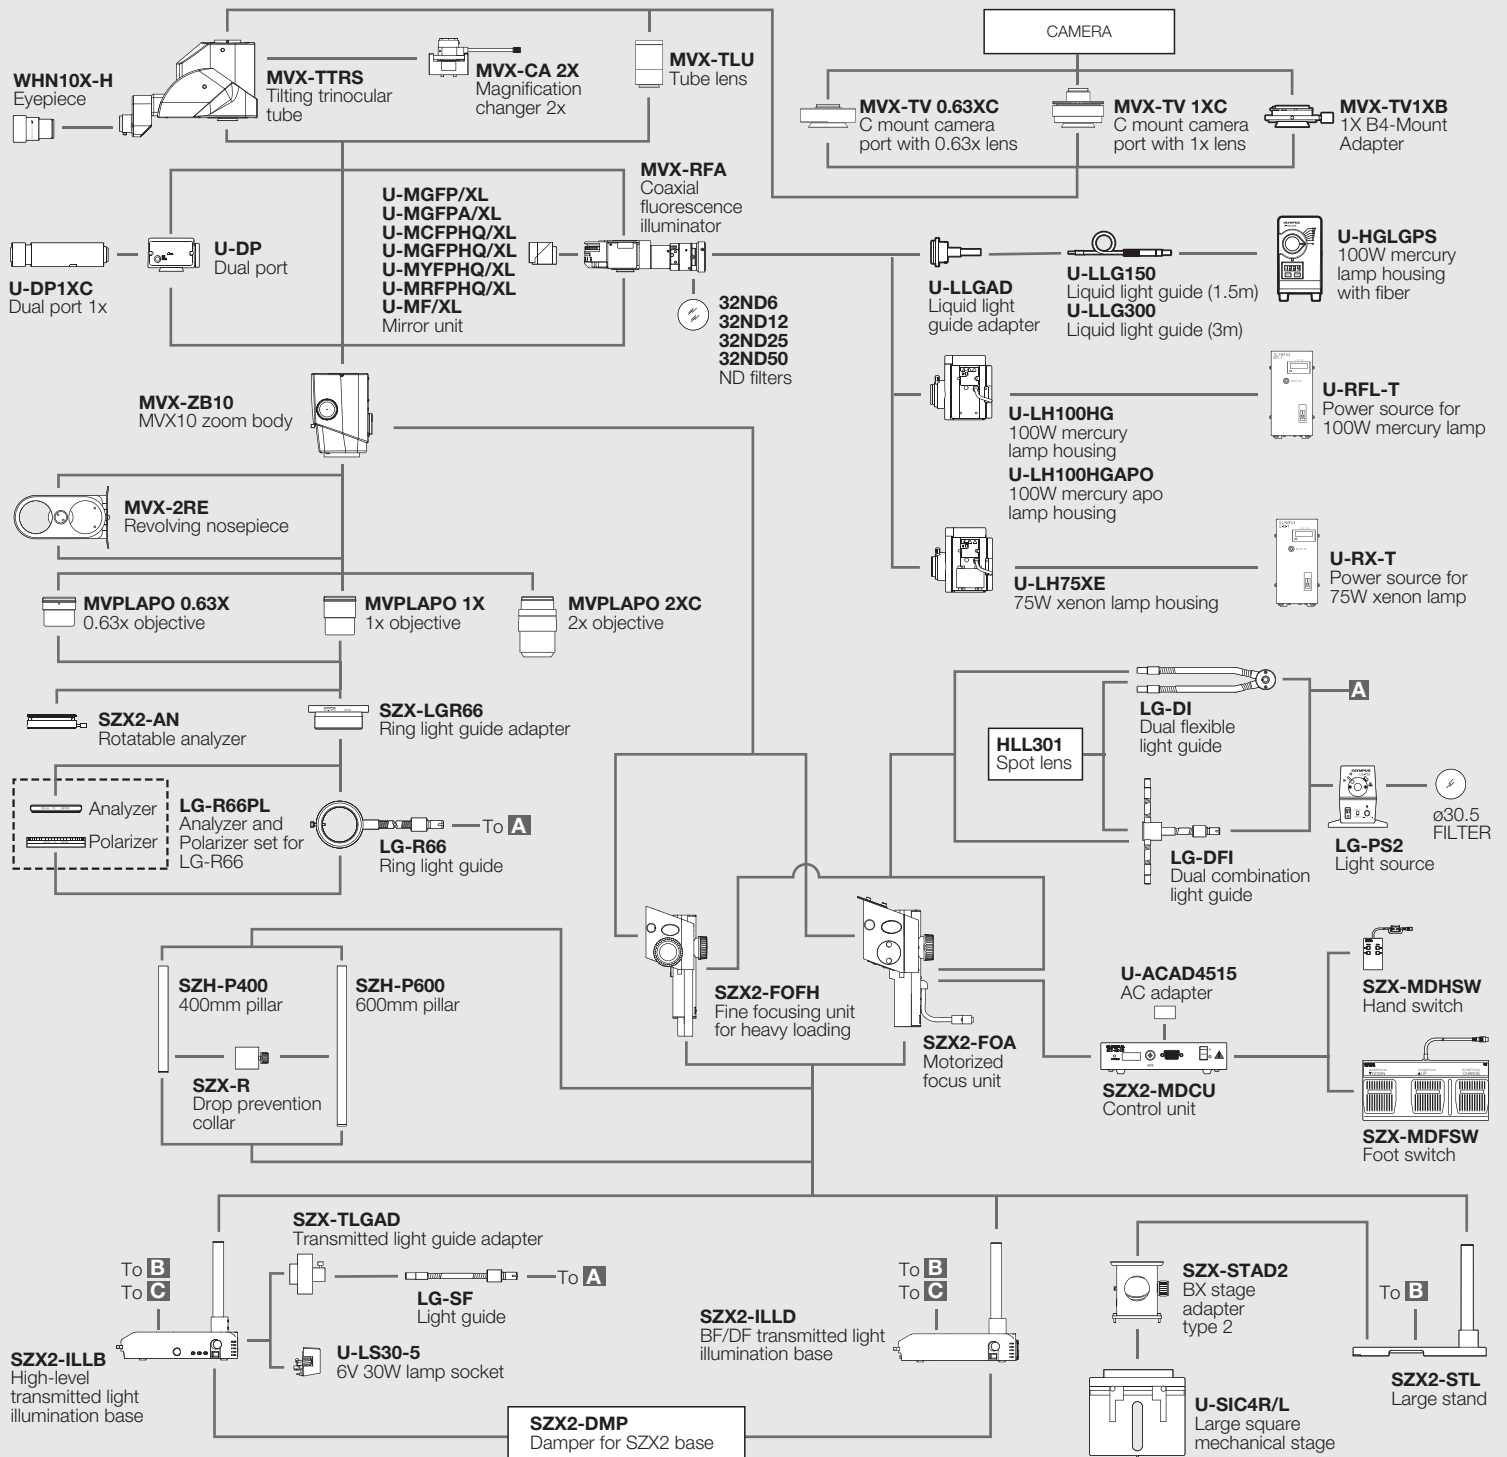 CAMERA
WHN10X-H
Eyepiece
MVX-TTRS
Tilting trinocular
tube
MVX-CA 2X
Magnification
changer 2x
MVX-TLU
Tube lens
MVX-TV 0.63XC
C mount camera
port with 0.63x lens
MVX-TV 1XC
C mount camera
port with 1x lens
MVX-TV1XB
1X B4-Mount
Adapter
U-DP1XC
Dual port 1x
U-DP
Dual port
U-MGFP/XL
U-MGFPA/XL
U-MCFPHQ/XL
U-MGFPHQ/XL
U-MYFPHQ/XL
U-MRFPHQ/XL
U-MF/XL
Mirror unit
MVX-RFA
Coaxial
fluorescence
illuminator
32ND6
32ND12
32ND25
32ND50
ND filters
U-LLGAD
Liquid light
guide adapter
U-LLG150
Liquid light guide (1.5m)
U-LLG300
Liquid light guide (3m)
OLYMPUS
U-HGLGPS
100W mercury
lamp housing
with fiber
MVX-ZB10
MVX10 zoom body
U-LH100HG
100W mercury
lamp housing
U-LH100HGAPO
100W mercury apo
lamp housing
OLYMPUS
U-RFL-T
Power source for
100W mercury lamp
MVX-2RE
Revolving nosepiece
U-LH75XE
75W xenon lamp housing
OLYMPUS
U-RX-T
Power source for
75W xenon lamp
MVPLAPO 0.63X
0.63x objective
MVPLAPO 1X
1x objective
MVPLAPO 2XC
2x objective
SZX2-AN
Rotatable analyzer
SZX-LGR66
Ring light guide adapter
LG-DI
Dual flexible
light guide
A
HLL301
Spot lens
Analyzer
Polarizer
LG-R66PL
Analyzer and
Polarizer set for
LG-R66
LG-R66
Ring light guide
To A
LG-DFI
Dual combination
light guide
OLYMPUS
LG-PS2
Light source
ø30.5
FILTER
SZH-P400
400mm pillar
SZH-P600
600mm pillar
SZX-R
Drop prevention
collar
SZX2-FOFH
Fine focusing unit
for heavy loading
SZX2-FOA
Motorized
focus unit
U-ACAD4515
AC adapter
SZX2-MDCU
Control unit
SZX-MDHSW
Hand switch
SZX-MDFSW
Foot switch
To B
To C
SZX2-ILLB
High-level
transmitted light
illumination base
SZX-TLGAD
Transmitted light guide adapter
LG-SF
Light guide
To A
U-LS30-5
6V 30W lamp socket
To B
To C
SZX2-ILLD
BF/DF transmitted light
illumination base
SZX2-DMP
Damper for SZX2 base
SZX-STAD2
BX stage
adapter
type 2
U-SIC4R/L
Large square
mechanical stage
To B
SZX2-STL
Large stand